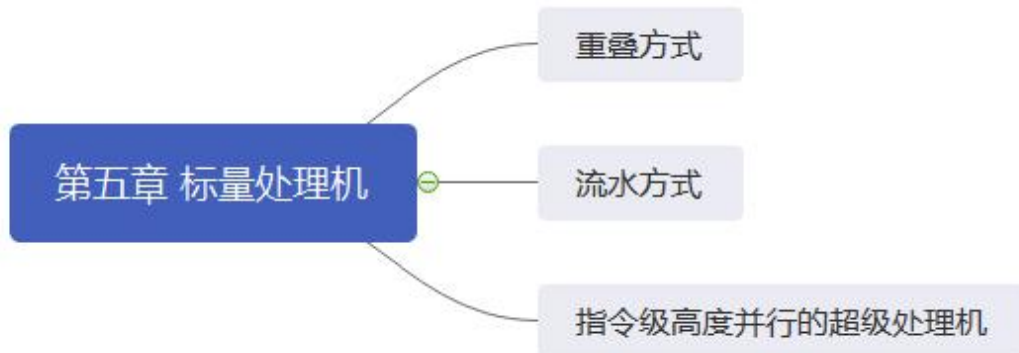 重叠方式
第五章 标量处理机
流水方式
指令级高度并行的超级处理机